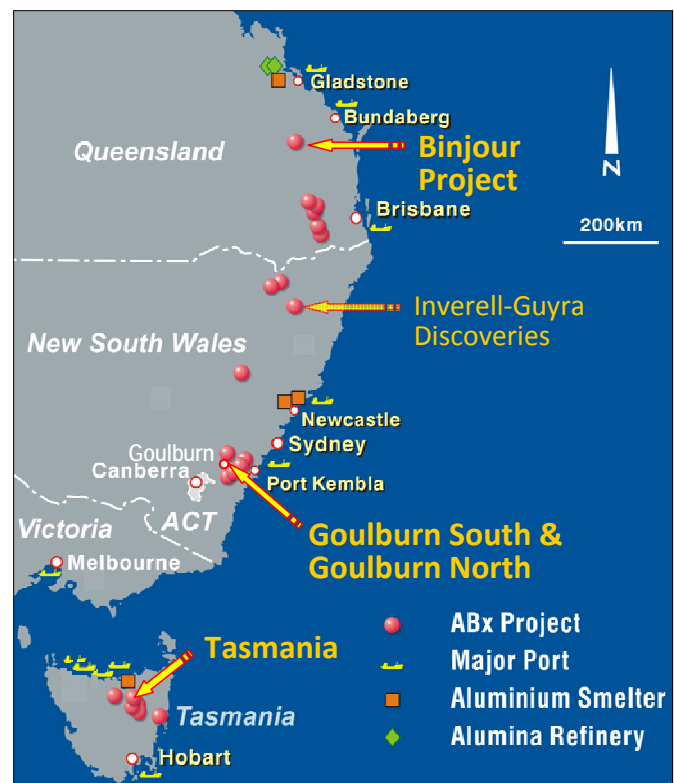 Gladstone
Bundaberg
Queensland
Binjour
Project
N
Brisbane
200km
Inverell-Guyra
Discoveries
New South Wales
Newcastle
Goulburn
Sydney
Canberra
Port Kembla
Victoria
ACT
Goulburn South &
Goulburn North
Melbourne
ABx Project
Tasmania
Major Port
Aluminium Smelter
Tasmania
Alumina Refinery
Hobart